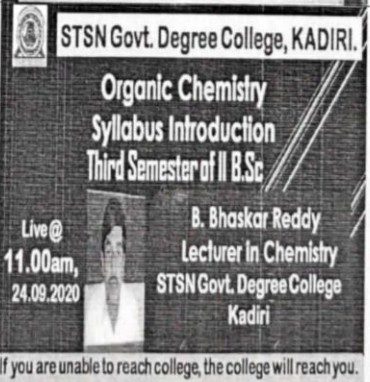 STSN Govt. Degree College, KADIRI.
Organic Chemistry
Syllabus Introduction
Third Semester of II B.Sc
Live@
11.00am,
24.09.2020
B. Bhaskar Reddy
Lecturer in Chemistry
STSN Govt. Degree College
Kadiri
If you are unable to reach college, the college will reach you.